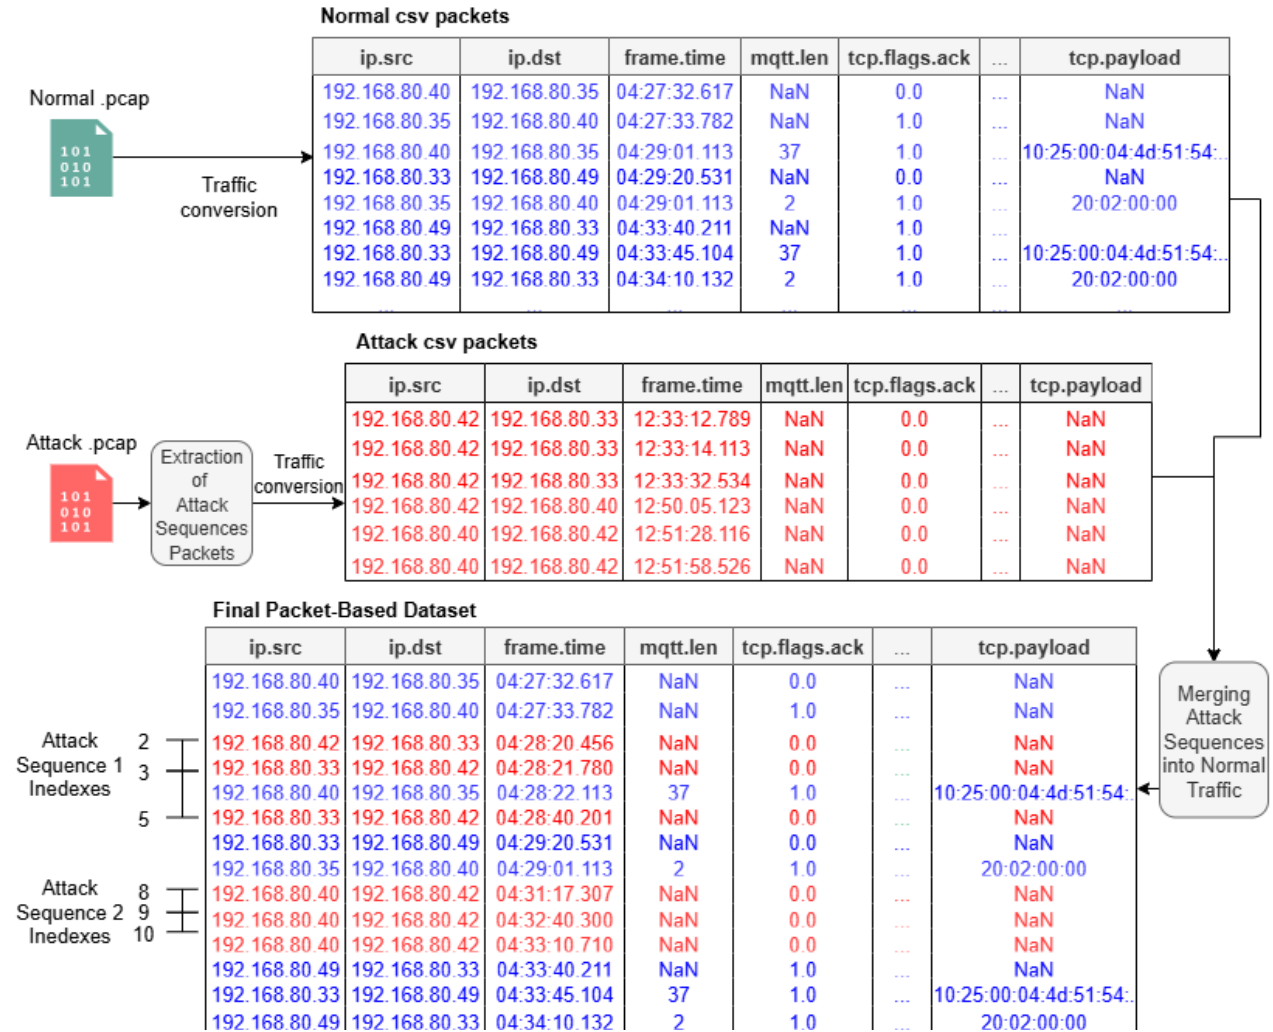 Normal csv packets
ip.src ip.dst frame.time mqtt.len tcp.flags.ack ... tcp.payload
192.168.80.40 192.168.80.35 04:27:32.617 NaN 0.0 ... NaN
192.168.80.35 192.168.80.40 04:27:33.782 NaN 1.0 ... NaN
192.168.80.40 192.168.80.35 04:29:01.113 37 1.0 ... 10:25:00:04:4d:51:54:..
192.168.80.33 192.168.80.49 04:29:20.531 NaN 0.0 ... NaN
192.168.80.35 192.168.80.40 04:29:01.113 2 1.0 ... 20:02:00:00
192.168.80.49 192.168.80.33 04:33:40.211 NaN 1.0 ...
192.168.80.33 192.168.80.49 04:33:45.104 37 1.0 ... 10:25:00:04:4d:51:54:..
192.168.80.49 192.168.80.33 04:34:10.132 2 1.0 ... 20:02:00:00
... ... ... ... ... ... ...
Normal .pcap
101
010
101
Traffic
conversion
Attack csv packets
ip.src ip.dst frame.time mqtt.len tcp.flags.ack ... tcp.payload
192.168.80.42 192.168.80.33 12:33:12.789 NaN 0.0 ... NaN
192.168.80.42 192.168.80.33 12:33:14.113 NaN 0.0 ... NaN
192.168.80.42 192.168.80.33 12:33:32.534 NaN 0.0 ... NaN
192.168.80.42 192.168.80.40 12:50.05.123 NaN 0.0 ... NaN
192.168.80.40 192.168.80.42 12:51:28.116 NaN 0.0 ... NaN
192.168.80.40 192.168.80.42 12:51:58.526 NaN 0.0 ... NaN
Attack .pcap
101
010
101
Extraction
of
Attack
Sequences
Packets
Traffic
conversion
Final Packet-Based Dataset
ip.src ip.dst frame.time mqtt.len tcp.flags.ack ... tcp.payload
192.168.80.40 192.168.80.35 04:27:32.617 NaN 0.0 ... NaN
192.168.80.35 192.168.80.40 04:27:33.782 NaN 1.0 ... NaN
192.168.80.42 192.168.80.33 04:28:20.456 NaN 0.0 ... NaN
192.168.80.33 192.168.80.42 04:28:21.780 NaN 0.0 ... NaN
192.168.80.40 192.168.80.35 04:28:22.113 37 1.0 ... 10:25:00:04:4d:51:54:.
192.168.80.33 192.168.80.42 04:28:40.201 NaN 0.0 ... NaN
192.168.80.33 192.168.80.49 04:29:20.531 NaN 0.0 ... NaN
192.168.80.35 192.168.80.40 04:29:01.113 2 1.0 ... 20:02:00:00
192.168.80.40 192.168.80.42 04:31:17.307 NaN 0.0 ... NaN
192.168.80.40 192.168.80.42 04:32:40.300 NaN 0.0 ... NaN
192.168.80.40 192.168.80.42 04:33:10.710 NaN 0.0 ... NaN
192.168.80.49 192.168.80.33 04:33:40.211 NaN 1.0 ... NaN
192.168.80.33 192.168.80.49 04:33:45.104 37 1.0 ... 10:25:00:04:4d:51:54:.
192.168.80.49 192.168.80.33 04:34:10.132 2 1.0 ... 20:02:00:00
Attack
Sequence 1
Inedexes
2
3
5
Attack
Sequence 2
Inedexes
8
9
10
Merging
Attack
Sequences
into Normal
Traffic